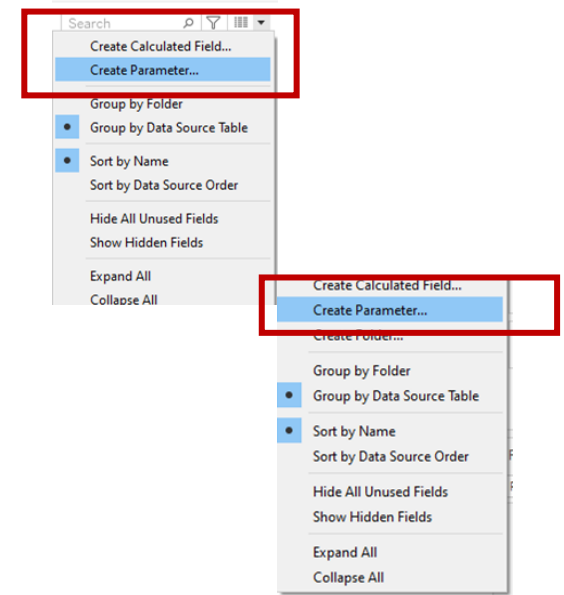 Search
Create Calculated Field...
Create Parameter...
Group by Folder
Group by Data Source Table
Sort by Name
Sort by Data Source Order
Hide All Unused Fields
Show Hidden Fields
Expand All
Collapse All
Create Calculated Field...
Create Parameter...
Create Folder...
Group by Folder
Group by Data Source Table
Sort by Name
Sort by Data Source Order
Hide All Unused Fields
Show Hidden Fields
Expand All
Collapse All